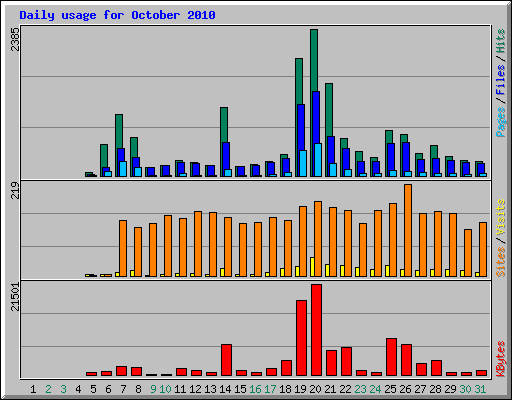 Daily usage for October 2010
2385
219
21501
Pages / Files / Hits
Sites / Visits
KBytes
1 2 3 4 5 6 7 8 9 10 11 12 13 14 15 16 17 18 19 20 21 22 23 24 25 26 27 28 29 30 31